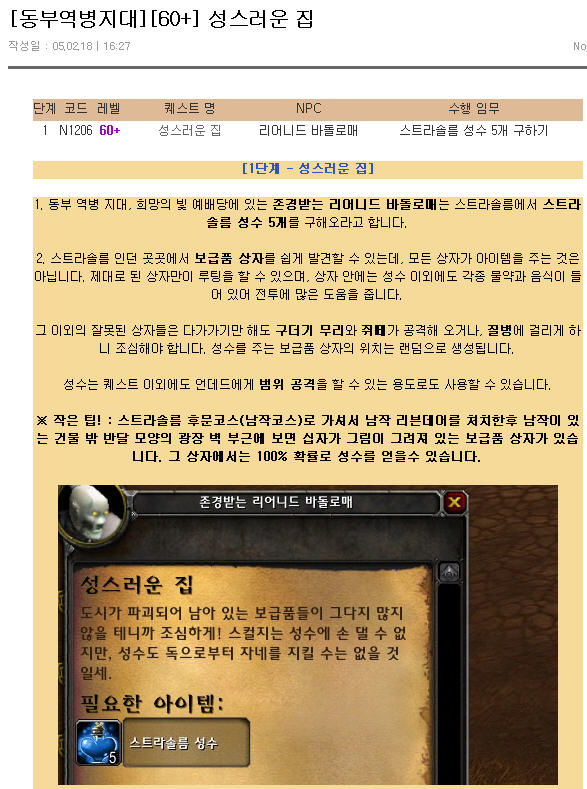 [동부역병지대][60+] 성스러운 집
작성일 : 05,02,18 | 16:27
No
단계 코드 레벨 퀘스트 명 NPC 수행 임무
1 N1206 60+ 성스러운 집 리어니드 바돌로매 스트라솔름 성수 5개 구하기
[1단계 - 성스러운 집]
1. 동부 역병 지대, 희망의 빛 예배당에 있는 존경받는 리어니드 바돌로매는 스트라솔름에서 스트라
솔름 성수 5개를 구해오라고 합니다.
2. 스트라솔름 인던 곳곳에서 보급품 상자를 쉽게 발견할 수 있는데, 모든 상자가 아이템을 주는 것은
아닙니다. 제대로 된 상자만이 루팅을 할 수 있으며, 상자 안에는 성수 이외에도 각종 물약과 음식이 들
어 있어 전투에 많은 도움을 줍니다.
그 이외의 잘못된 상자들은 다가가기만 해도 구더기 무리와 쥐떼가 공격해 오거나, 질병에 걸리게 하
니 조심해야 합니다. 성수를 주는 보급품 상자의 위치는 랜덤으로 생성됩니다.
성수는 퀘스트 이외에도 언데드에게 범위 공격을 할 수 있는 용도로도 사용할 수 있습니다.
※ 작은 팁! : 스트라솔름 후문코스(남작코스)로 가셔서 남작 리븐데어를 처치한후 남작이 있
는 건물 밖 반달 모양의 광장 벽 부근에 보면 십자가 그림이 그려져 있는 보급품 상자가 있습
니다. 그 상자에서는 100% 확률로 성수를 얻을수 있습니다.
존경받는 리어니드 바돌로매
성스러운 집
도시가 파괴되어 남아 있는 보급품들이 그다지 많지
않을 테니까 조심하게! 스컬지는 성수에 손 댈 수 없
지만, 성수도 독으로부터 자네를 지킬 수는 없을 것
일세.
필요한 아이템:
5
스트라솔름 성수